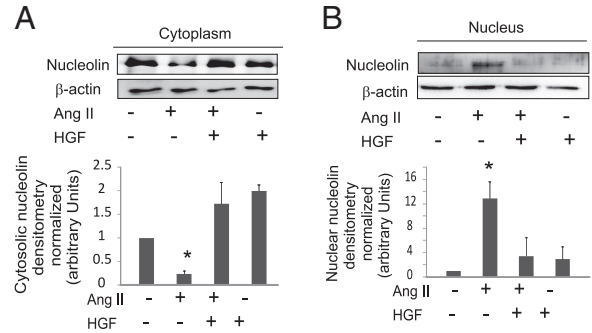 A
Cytoplasm
Nucleolin
β-actin
Ang II - + + -
HGF - - + +
Cytosolic nucleolin
densitometry
normalized
(arbitrary Units)
2.5
2
1.5
1
0.5
0
*
Ang II - + + -
HGF - - + +
B
Nucleus
Nucleolin
β-actin
Ang II - + + -
HGF - - + +
Nuclear nucleolin
densitometry
normalized
(arbitrary Units)
16
12
8
4
0
*
Ang II - + + -
HGF - - + +